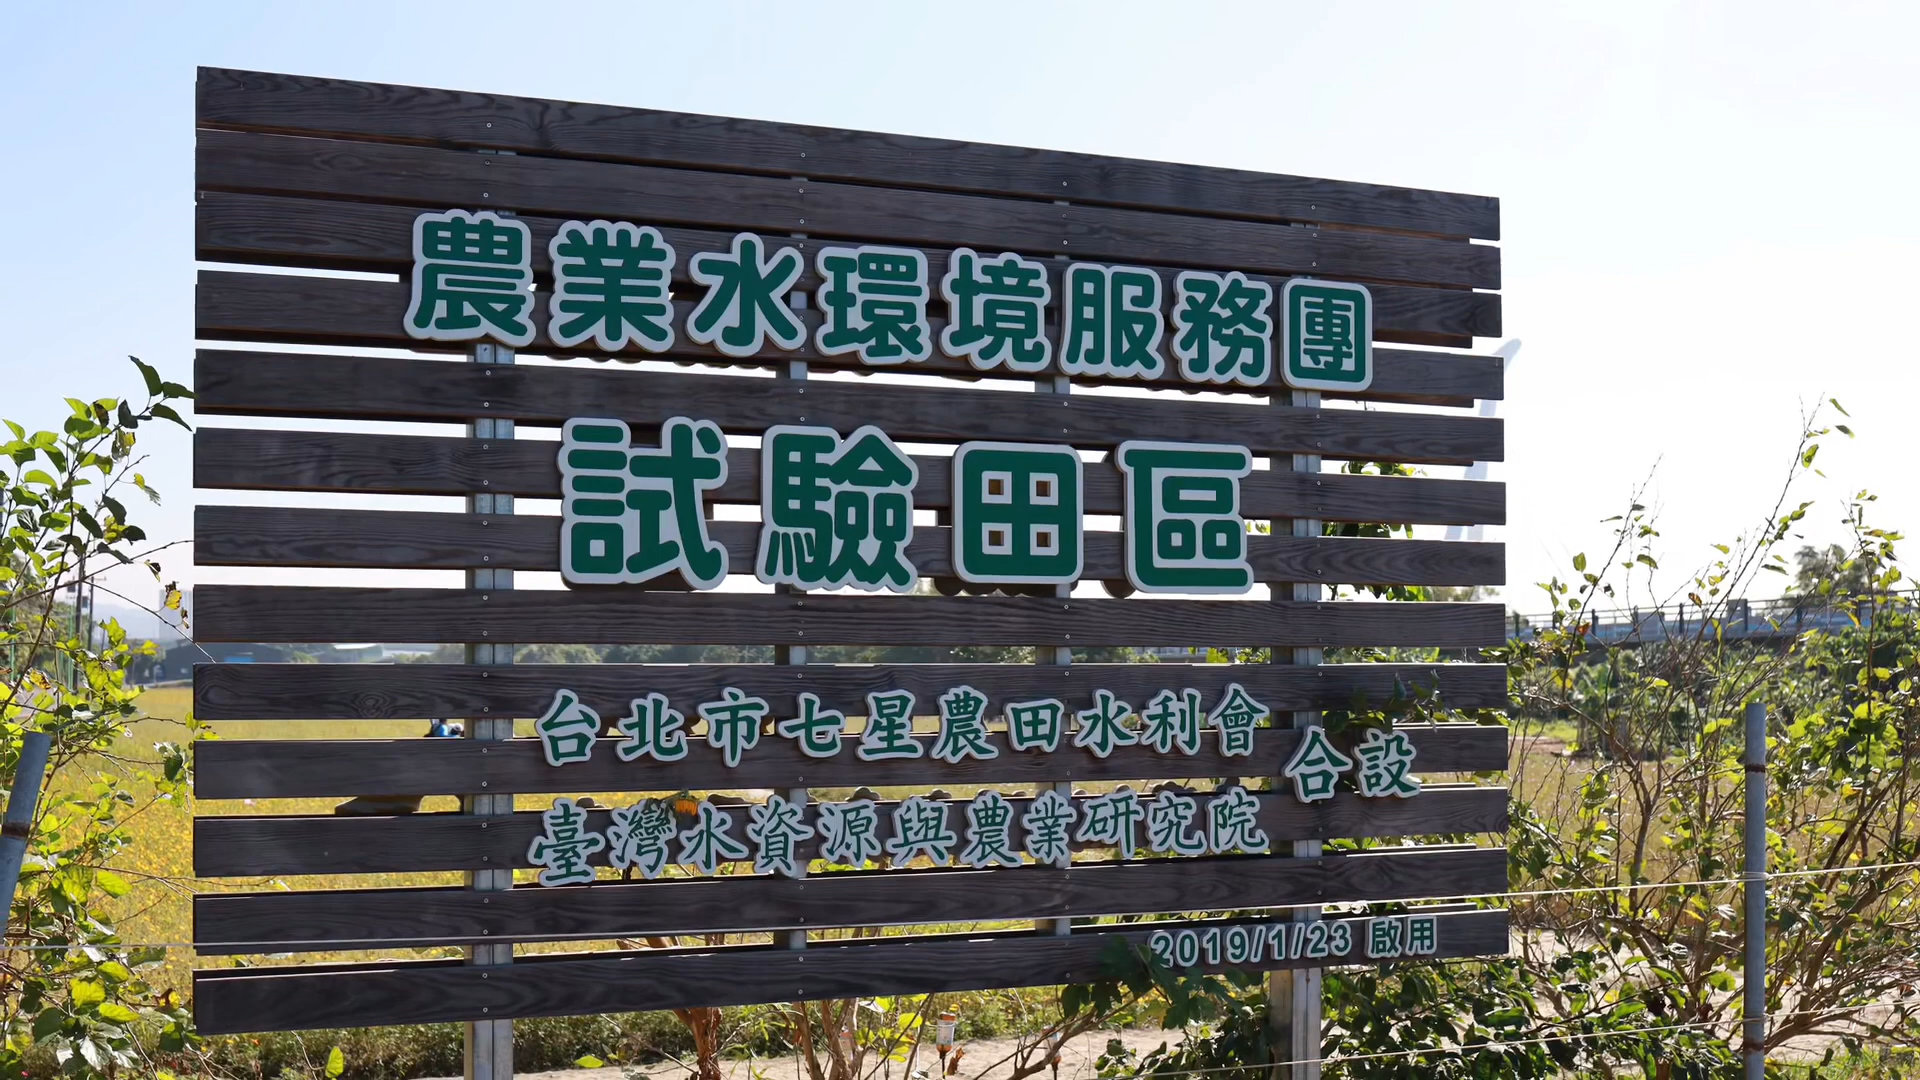 農業水環境服務團
試驗田區
台北市七星農田水利會
合設
臺灣水資源與農業研究院
2019/1/23 啟用